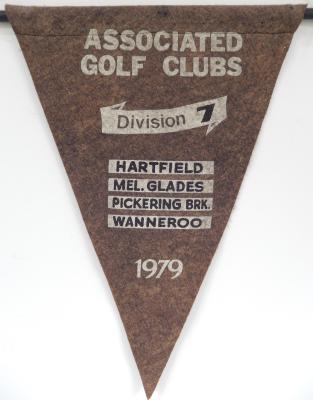 ASSOCIATED
GOLF CLUBS
Division 7
HARTFIELD
MEL. GLADES
PICKERING BRK.
WANNEROO
1979